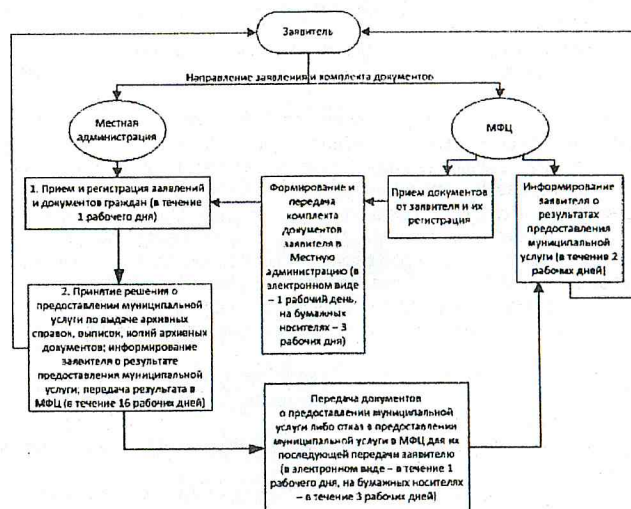 Заявитель
Направление заявления и комплекта документов
Местная
администрация
МФЦ
1. Прием и регистрация заявлений
и документов граждан (в течение
1 рабочего дня)
Формирование и
передача
комплекта
документов
заявителя в
Местную
администрацию (в
электронном виде
– 1 рабочий день,
на бумажных
носителях – 3
рабочих дня)
Прием документов
от заявителя и их
регистрация
Информирование
заявителя о
результатах
предоставления
муниципальной
услуги (в течение 2
рабочих дней)
2. Принятие решения о
предоставлении муниципальной
услуги по выдаче архивных
справок, выписок, копий архивных
документов; информирование
заявителя о результате
предоставления муниципальной
услуги; передача результата в
МФЦ (в течение 16 рабочих дней)
Передача документов
о предоставлении муниципальной
услуги либо отказ в предоставлении
муниципальной услуги в МФЦ для их
последующей передачи заявителю
(в электронном виде – в течение 1
рабочего дня, на бумажных носителях
– в течение 3 рабочих дней)